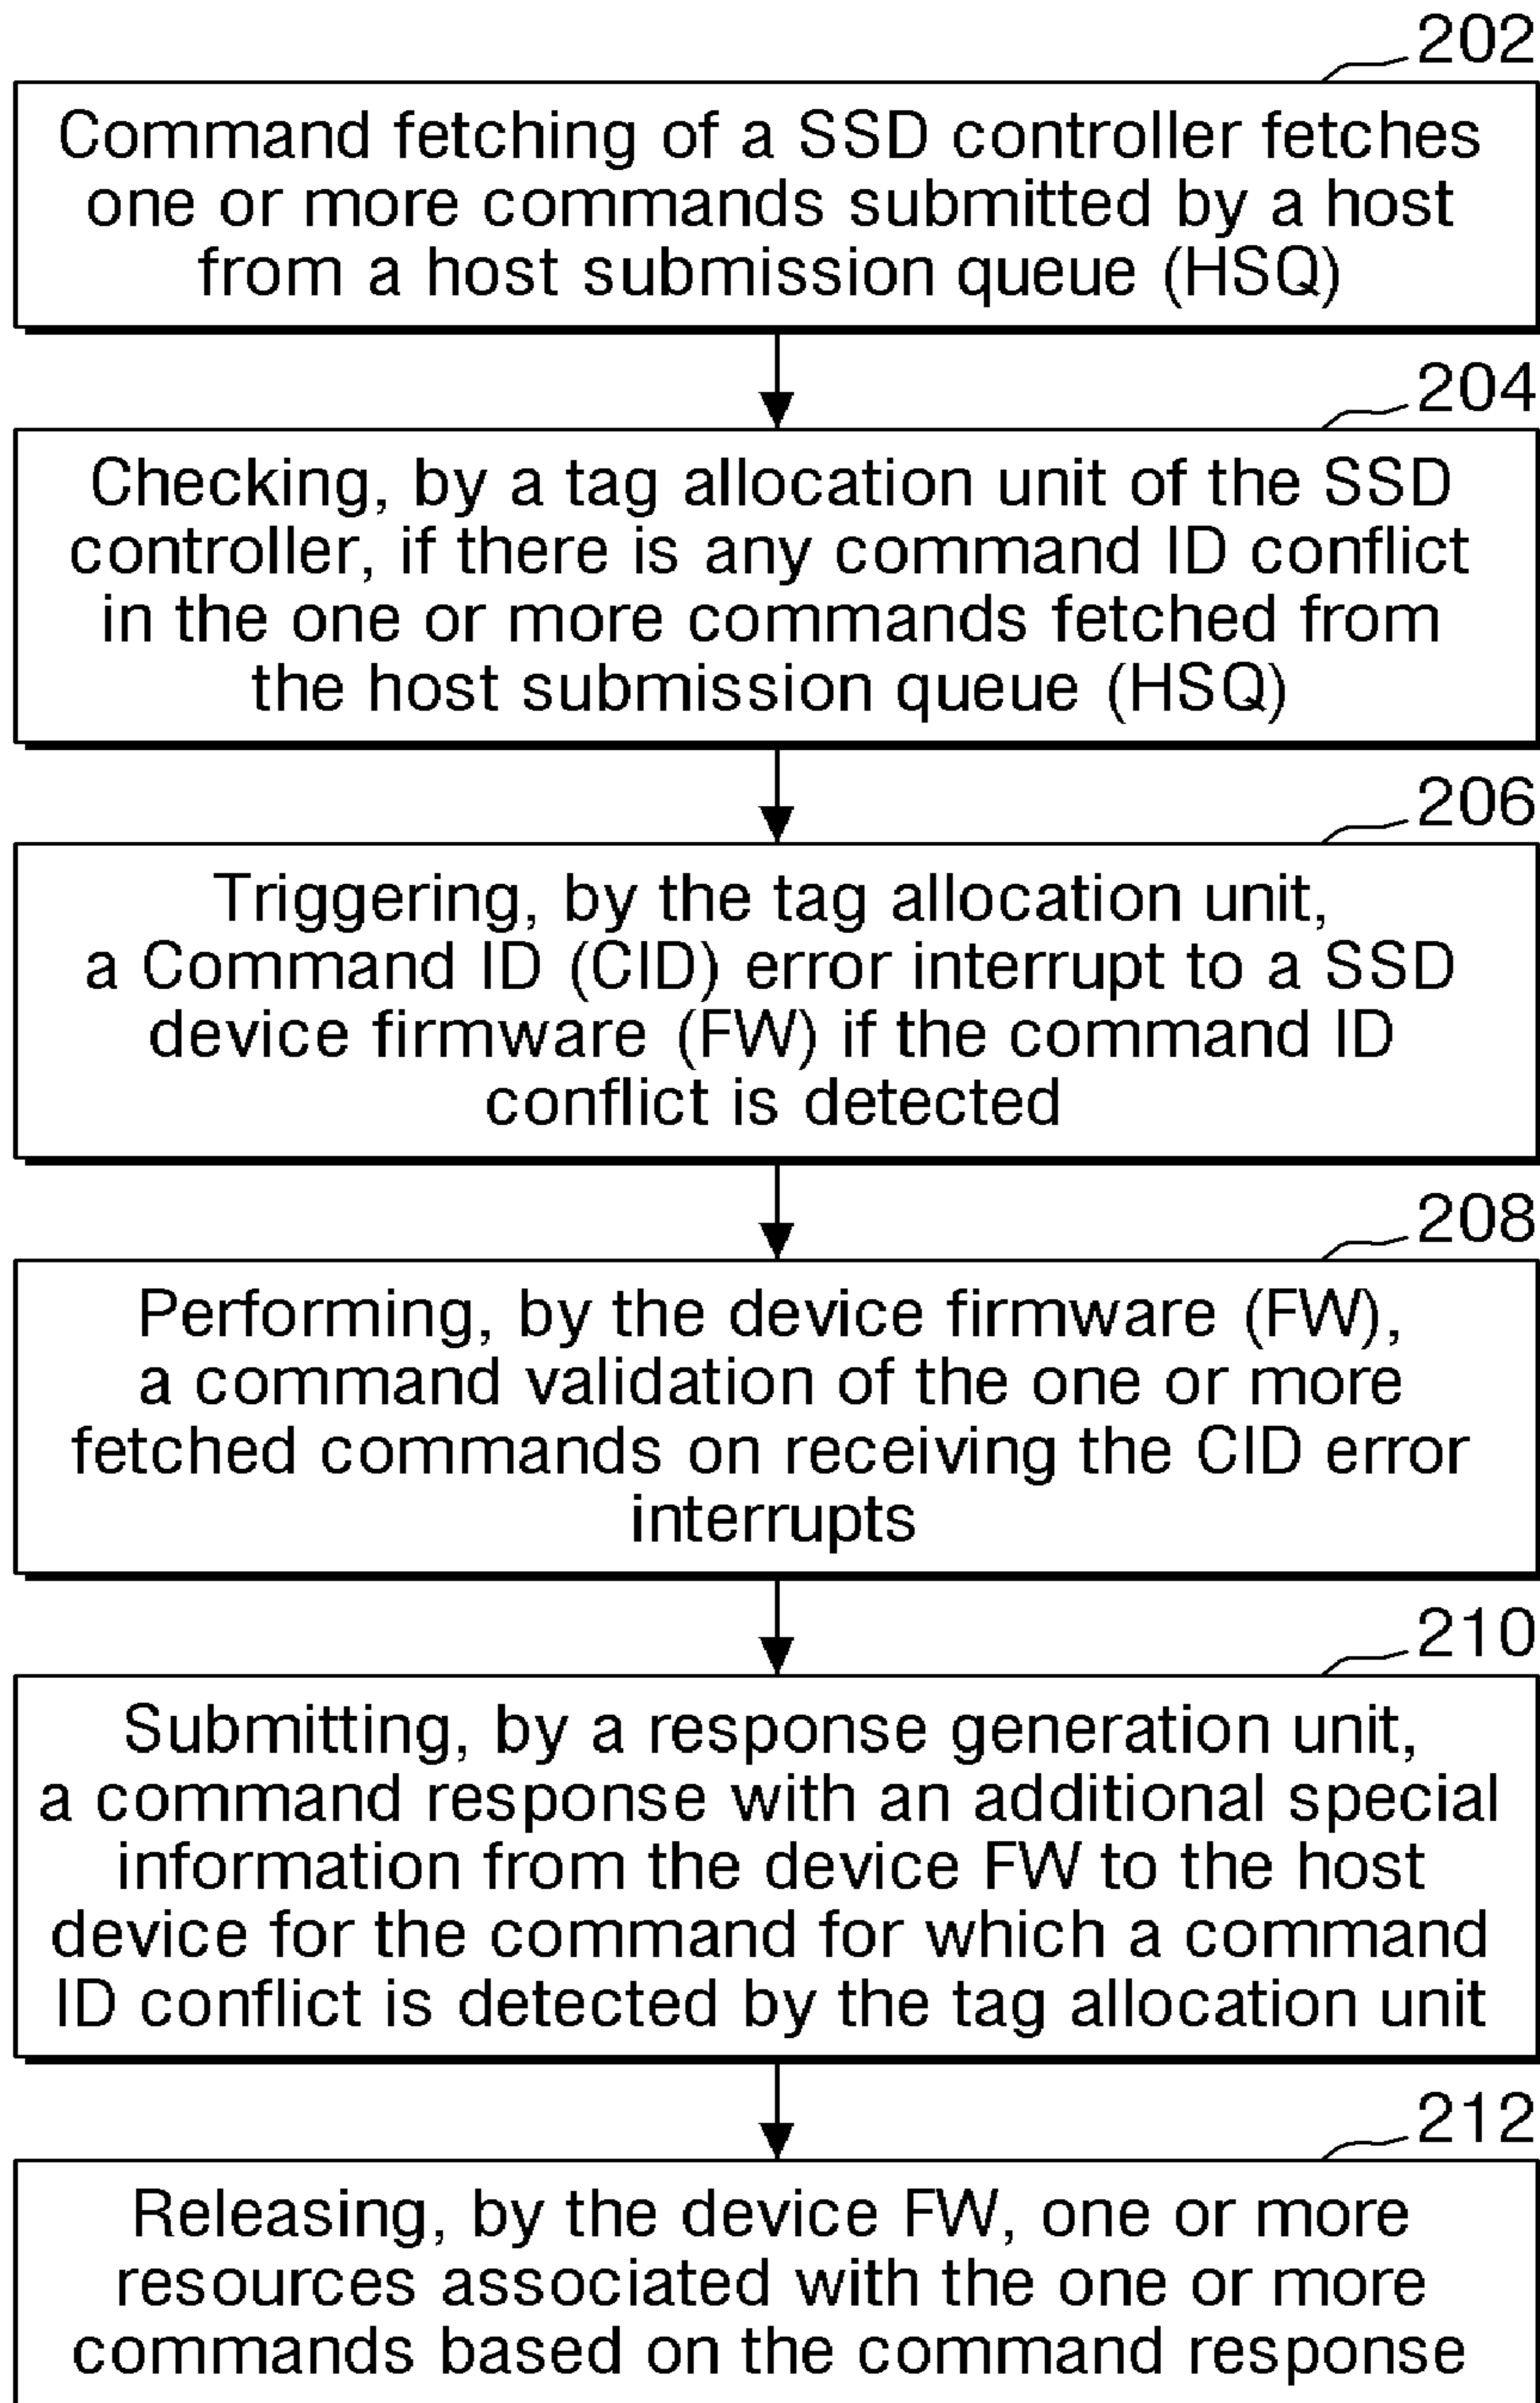 202
Command fetching of a SSD controller fetches
one or more commands submitted by a host
from a host submission queue (HSQ)
204
Checking, by a tag allocation unit of the SSD
controller, if there is any command ID conflict
in the one or more commands fetched from
the host submission queue (HSQ)
206
Triggering, by the tag allocation unit,
a Command ID (CID) error interrupt to a SSD
device firmware (FW) if the command ID
conflict is detected
208
Performing, by the device firmware (FW),
a command validation of the one or more
fetched commands on receiving the CID error
interrupts
210
Submitting, by a response generation unit,
a command response with an additional special
information from the device FW to the host
device for the command for which a command
ID conflict is detected by the tag allocation unit
212
Releasing, by the device FW, one or more
resources associated with the one or more
commands based on the command response